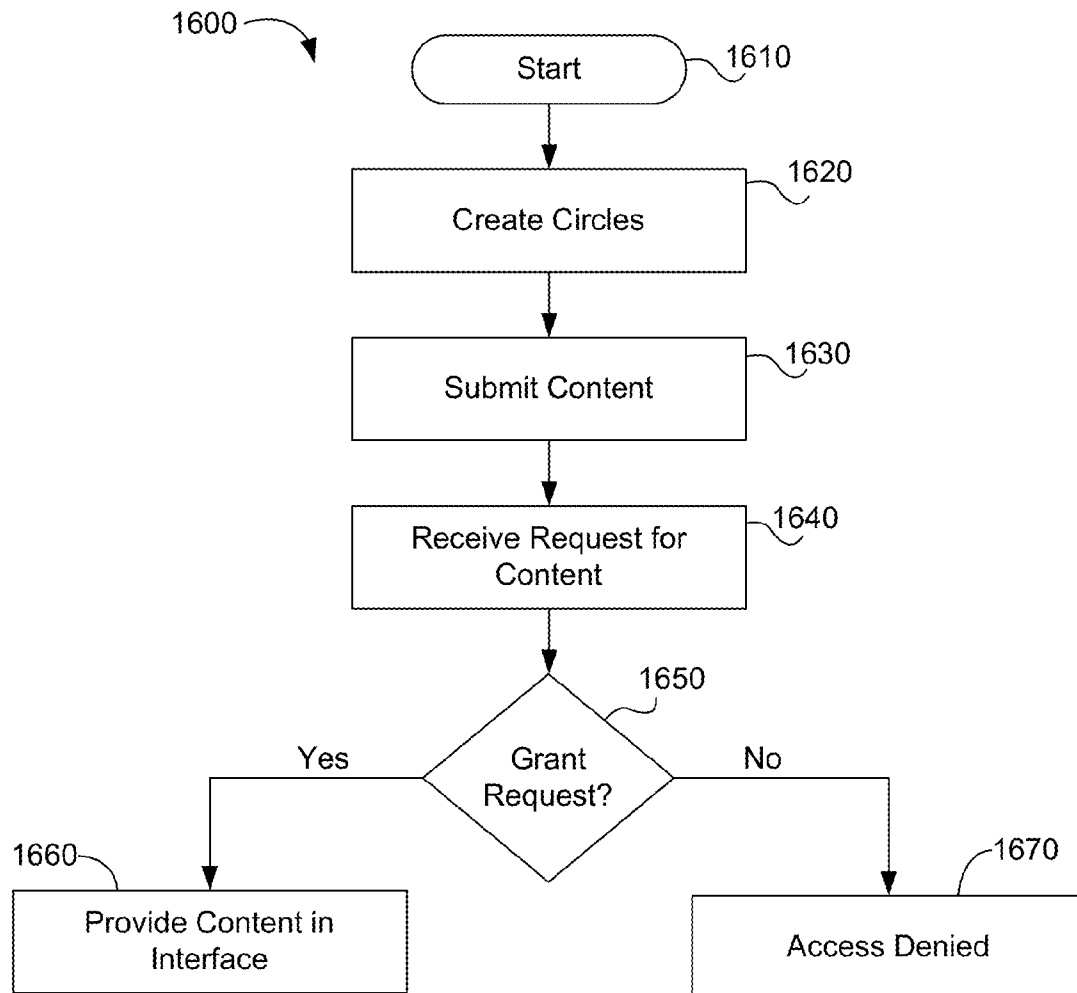 1600
Start
1610
1620
Create Circles
1630
Submit Content
1640
Receive Request for
Content
1650
Yes
Grant
Request?
No
1660
1670
Provide Content in
Interface
Access Denied